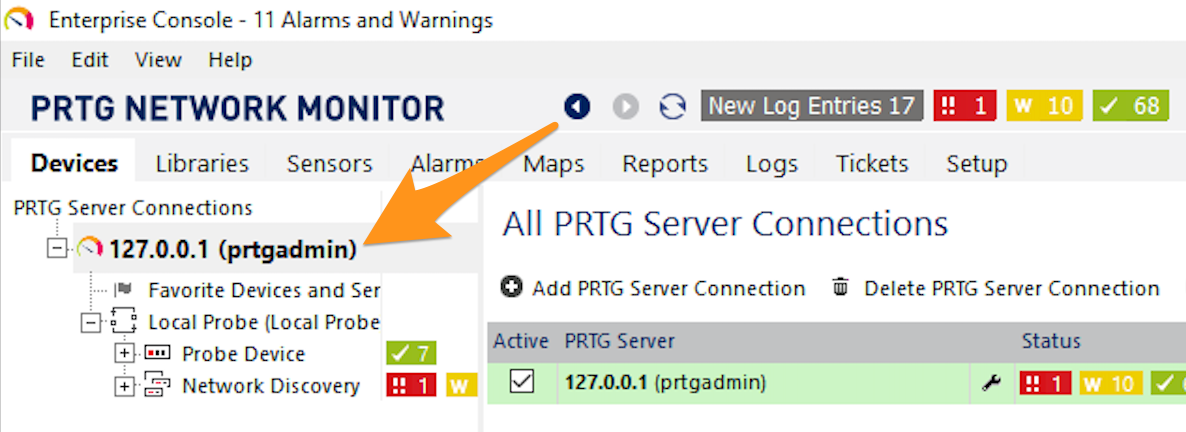 Enterprise Console - 11 Alarms and Warnings
File Edit View Help
PRTG NETWORK MONITOR New Log Entries 17 !! 1 W 10 ✓ 68
Devices Libraries Sensors Alarms Maps Reports Logs Tickets Setup
PRTG Server Connections
127.0.0.1 (prtgadmin)
Favorite Devices and Ser
Local Probe (Local Probe
Probe Device ✓ 7
Network Discovery !! 1 W
All PRTG Server Connections
Add PRTG Server Connection Delete PRTG Server Connection
Active PRTG Server Status
127.0.0.1 (prtgadmin) !! 1 W 10 ✓